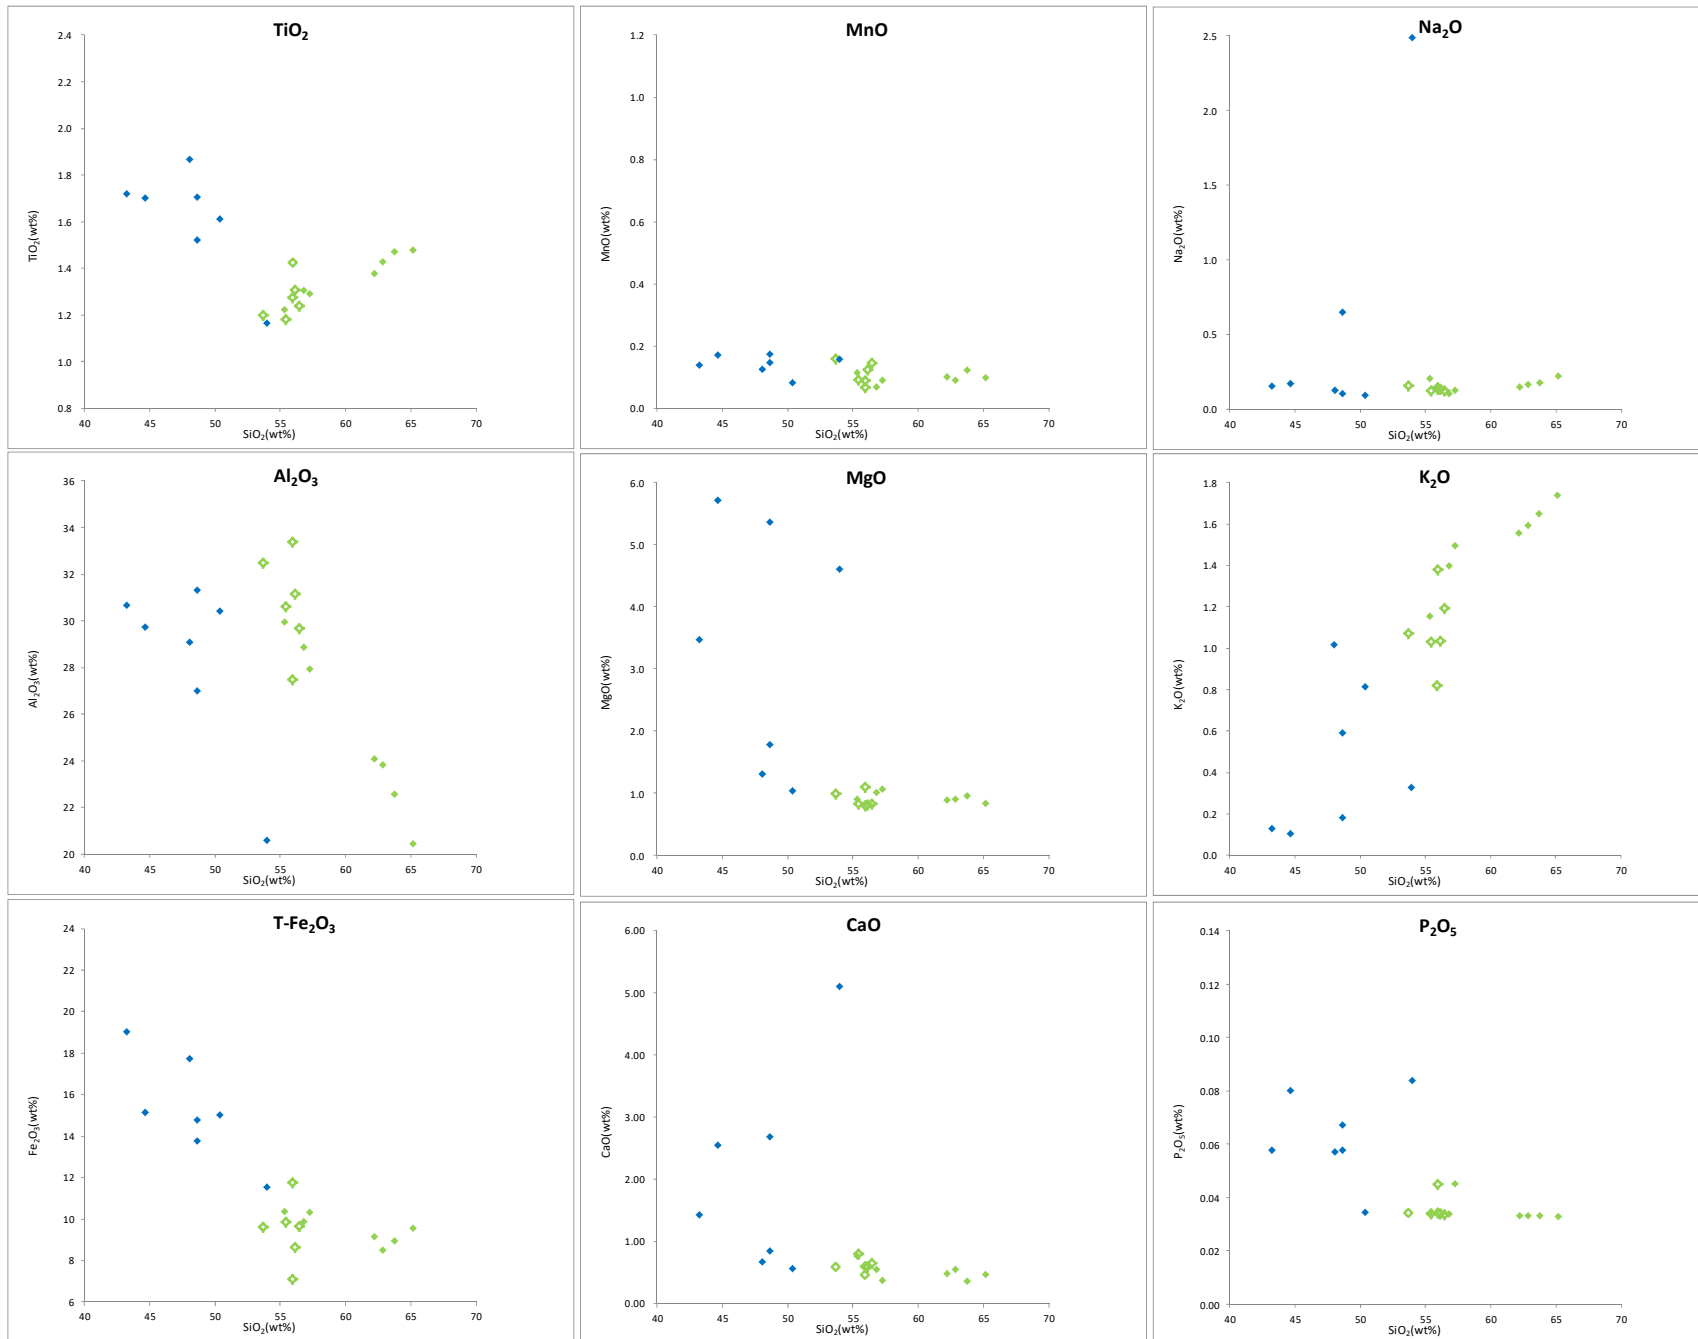 TiO₂
2.4
2.2
2.0
1.8
1.6
1.4
1.2
1.0
0.8
TiO₂(wt%)
40 45 50 55 60 65 70
SiO₂(wt%)
MnO
1.2
1.0
0.8
0.6
0.4
0.2
0.0
MnO(wt%)
40 45 50 55 60 65 70
SiO₂(wt%)
Na₂O
2.5
2.0
1.5
1.0
0.5
0.0
Na₂O(wt%)
40 45 50 55 60 65 70
SiO₂(wt%)
Al₂O₃
36
34
32
30
28
26
24
22
20
Al₂O₃(wt%)
40 45 50 55 60 65 70
SiO₂(wt%)
MgO
6.0
5.0
4.0
3.0
2.0
1.0
0.0
MgO(wt%)
40 45 50 55 60 65 70
SiO₂(wt%)
K₂O
1.8
1.6
1.4
1.2
1.0
0.8
0.6
0.4
0.2
0.0
K₂O(wt%)
40 45 50 55 60 65 70
SiO₂(wt%)
T-Fe₂O₃
24
22
20
18
16
14
12
10
8
6
Fe₂O₃(wt%)
40 45 50 55 60 65 70
SiO₂(wt%)
CaO
6.00
5.00
4.00
3.00
2.00
1.00
0.00
CaO(wt%)
40 45 50 55 60 65 70
SiO₂(wt%)
P₂O₅
0.14
0.12
0.10
0.08
0.06
0.04
0.02
0.00
P₂O₅(wt%)
40 45 50 55 60 65 70
SiO₂(wt%)